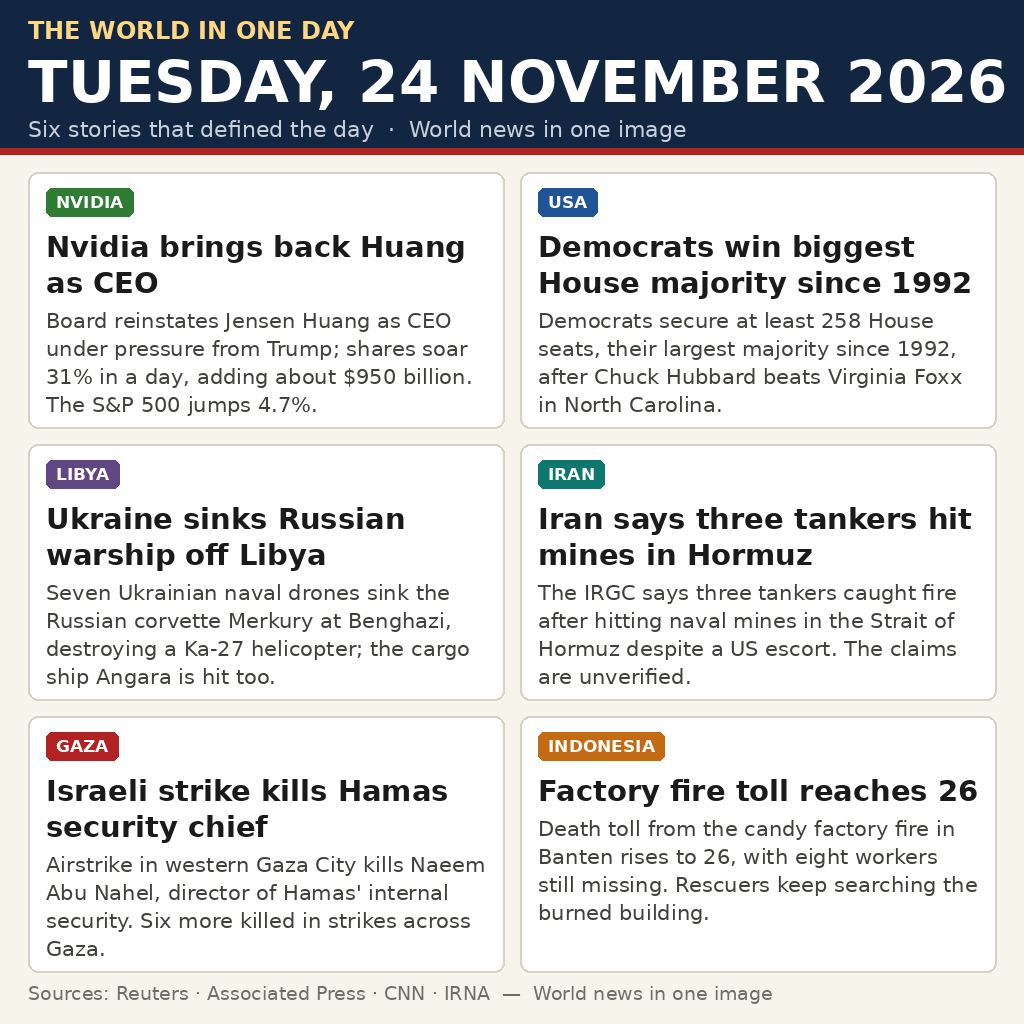 THE WORLD IN ONE DAY
TUESDAY, 24 NOVEMBER 2026
Six stories that defined the day · World news in one image
NVIDIA
Nvidia brings back Huang
as CEO
Board reinstates Jensen Huang as CEO
under pressure from Trump; shares soar
31% in a day, adding about $950 billion.
The S&P 500 jumps 4.7%.
USA
Democrats win biggest
House majority since 1992
Democrats secure at least 258 House
seats, their largest majority since 1992,
after Chuck Hubbard beats Virginia Foxx
in North Carolina.
LIBYA
Ukraine sinks Russian
warship off Libya
Seven Ukrainian naval drones sink the
Russian corvette Merkury at Benghazi,
destroying a Ka-27 helicopter; the cargo
ship Angara is hit too.
IRAN
Iran says three tankers hit
mines in Hormuz
The IRGC says three tankers caught fire
after hitting naval mines in the Strait of
Hormuz despite a US escort. The claims
are unverified.
GAZA
Israeli strike kills Hamas
security chief
Airstrike in western Gaza City kills Naeem
Abu Nahel, director of Hamas' internal
security. Six more killed in strikes across
Gaza.
INDONESIA
Factory fire toll reaches 26
Death toll from the candy factory fire in
Banten rises to 26, with eight workers
still missing. Rescuers keep searching the
burned building.
Sources: Reuters · Associated Press · CNN · IRNA — World news in one image